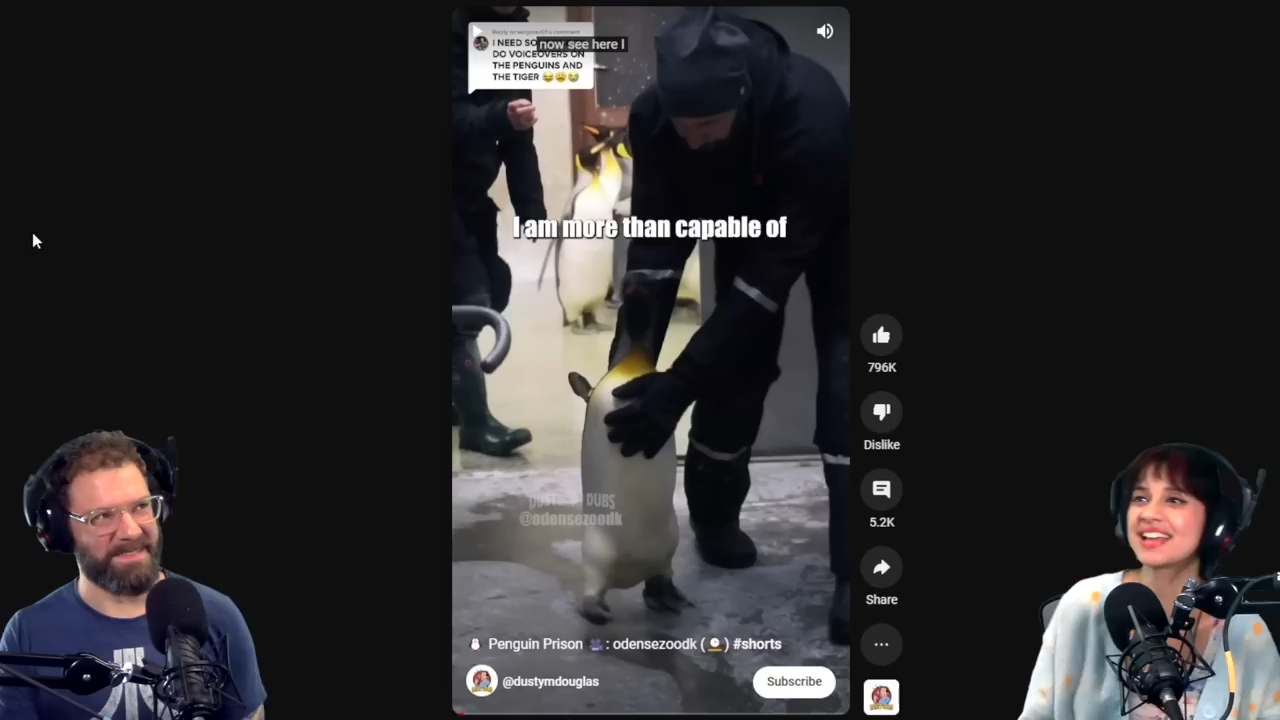 I NEED SO
now see here I
DO VOICEOVERS ON
THE PENGUINS AND
THE TIGER 😂😩😭
I am more than capable of
DUBS
@odensezoodk
796K
Dislike
5.2K
Share
🐧 Penguin Prison 🎥: odensezoodk ( ) #shorts
@dustymdouglas
Subscribe